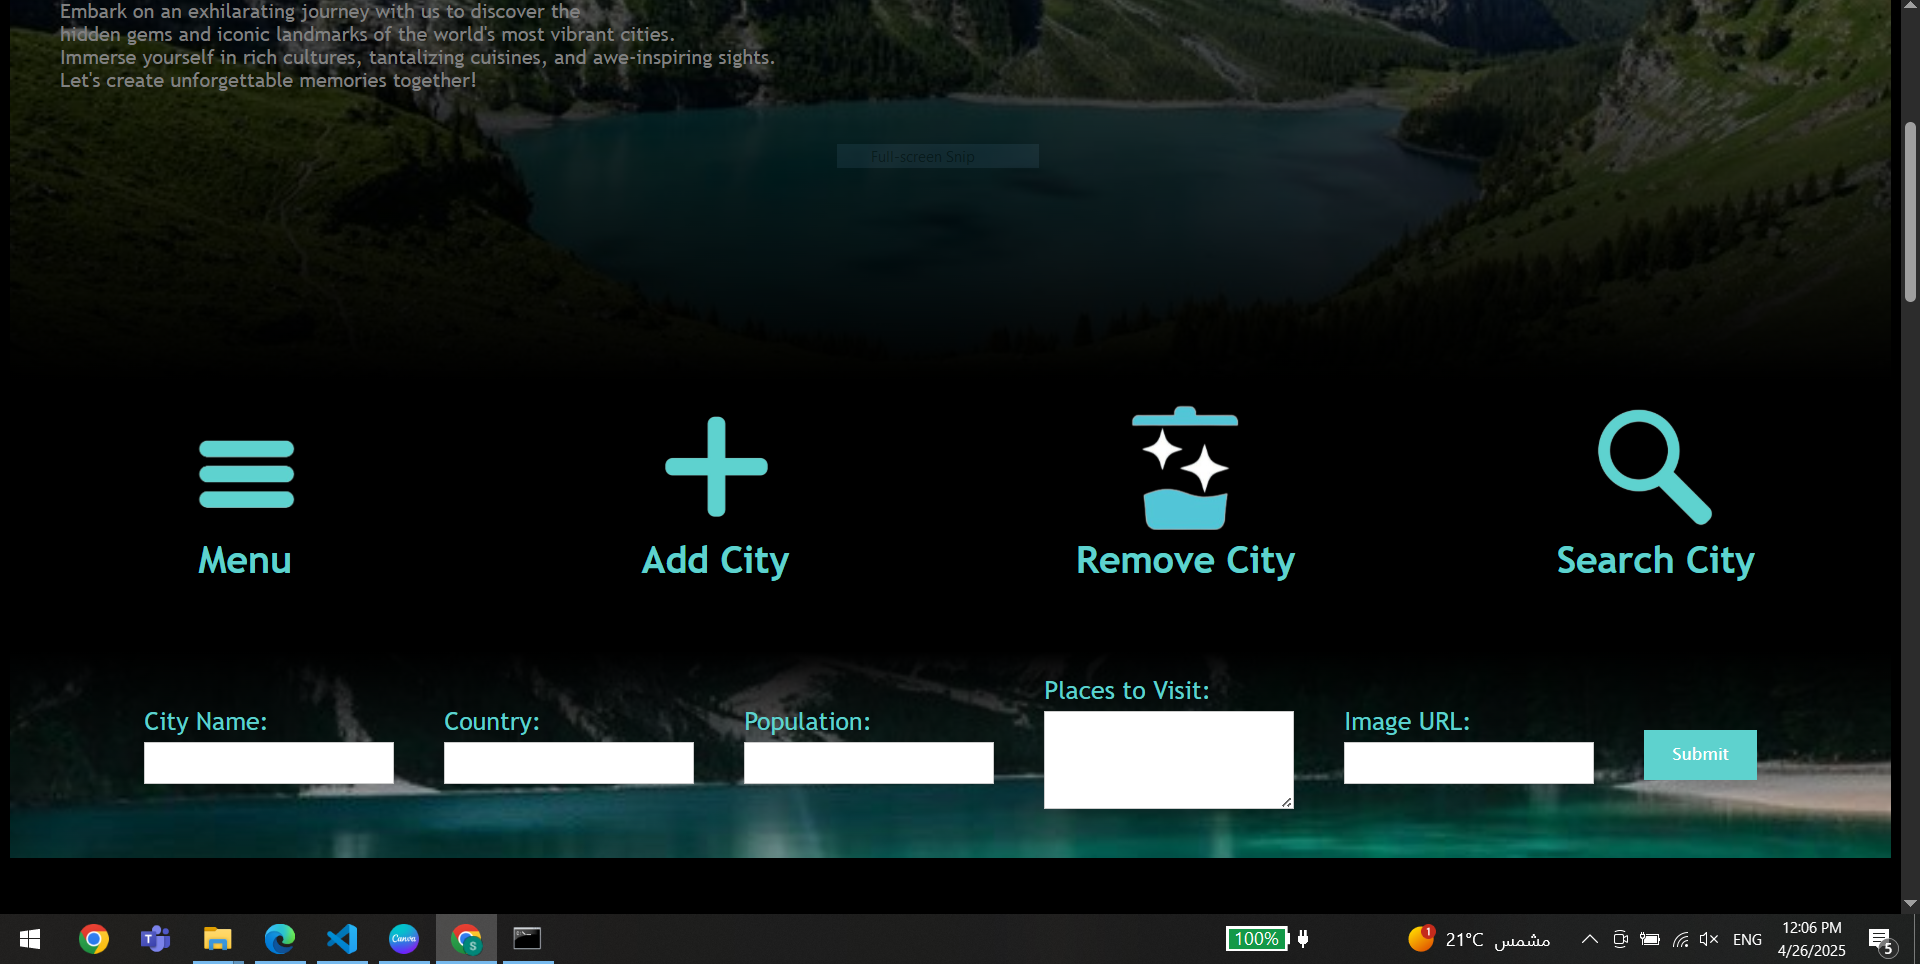 Embark on an exhilarating journey with us to discover the
hidden gems and iconic landmarks of the world's most vibrant cities.
Immerse yourself in rich cultures, tantalizing cuisines, and awe-inspiring sights.
Let's create unforgettable memories together!
Full-screen Snip
Menu
Add City
Remove City
Search City
City Name:
Country:
Population:
Places to Visit:
Image URL:
Submit
T
Canva
S
100%
1
21°C مشمس
ENG
12:06 PM
4/26/2025
5